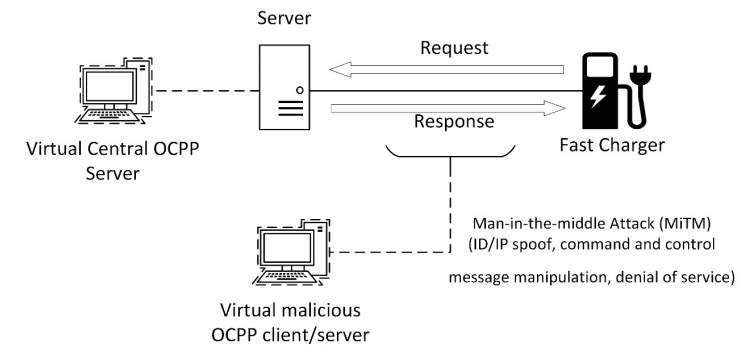 Server
Request
Response
Fast Charger
Virtual Central OCPP
Server
Man-in-the-middle Attack (MiTM)
(ID/IP spoof, command and control
message manipulation, denial of service)
Virtual malicious
OCPP client/server